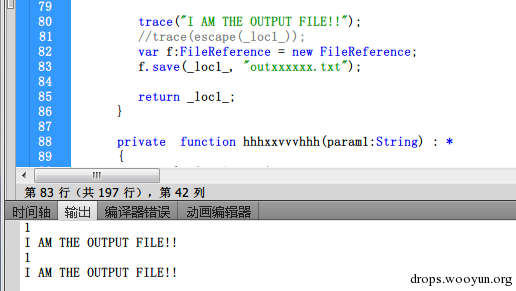 79
80 trace("I AM THE OUTPUT FILE!!");
81 //trace(escape(_loc1_));
82 var f:FileReference = new FileReference;
83 f.save(_loc1_, "outxxxxxx.txt");
84
85 return _loc1_;
86 }
87
88 private function hhhxxvvvhhh(param1:String) : *
89 {
第 83 行（共 197 行），第 42 列
时间轴 输出 编译器错误 动画编辑器
1
I AM THE OUTPUT FILE!!
1
I AM THE OUTPUT FILE!!
drops.wooyun.org